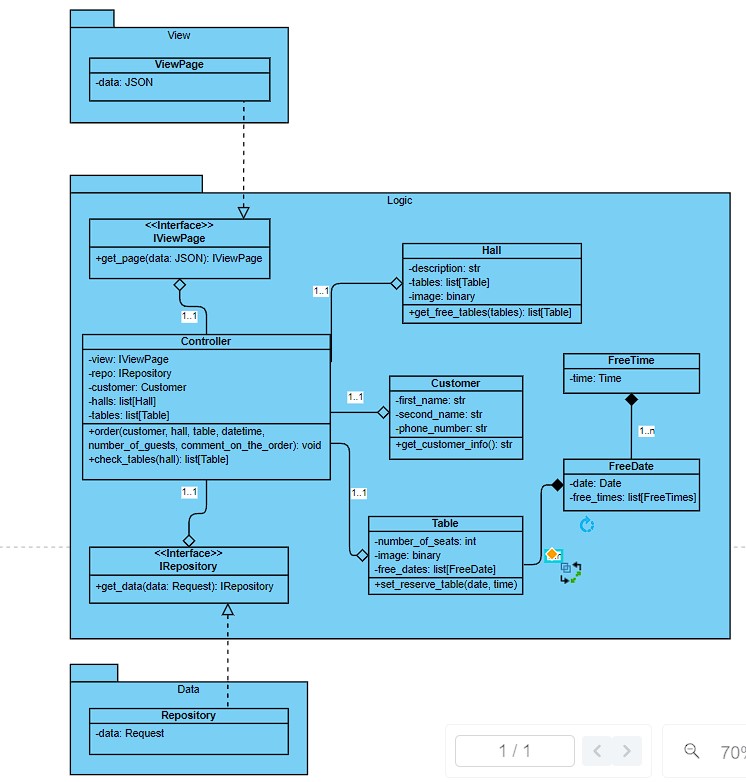 View
ViewPage
-data: JSON
Logic
<<Interface>>
IViewPage
+get_page(data: JSON): IViewPage
1..1
Controller
-view: IViewPage
-repo: IRepository
-customer: Customer
-halls: list[Hall]
-tables: list[Table]
+order(customer, hall, table, datetime,
number_of_guests, comment_on_the_order): void
+check_tables(hall): list[Table]
1..1
<<Interface>>
IRepository
+get_data(data: Request): IRepository
1..1
Hall
-description: str
-tables: list[Table]
-image: binary
+get_free_tables(tables): list[Table]
1..1
Customer
-first_name: str
-second_name: str
-phone_number: str
+get_customer_info(): str
1..1
Table
-number_of_seats: int
-image: binary
-free_dates: list[FreeDate]
+set_reserve_table(date, time)
FreeTime
-time: Time
1..n
FreeDate
-date: Date
-free_times: list[FreeTimes]
Data
Repository
-data: Request
1 / 1
70%